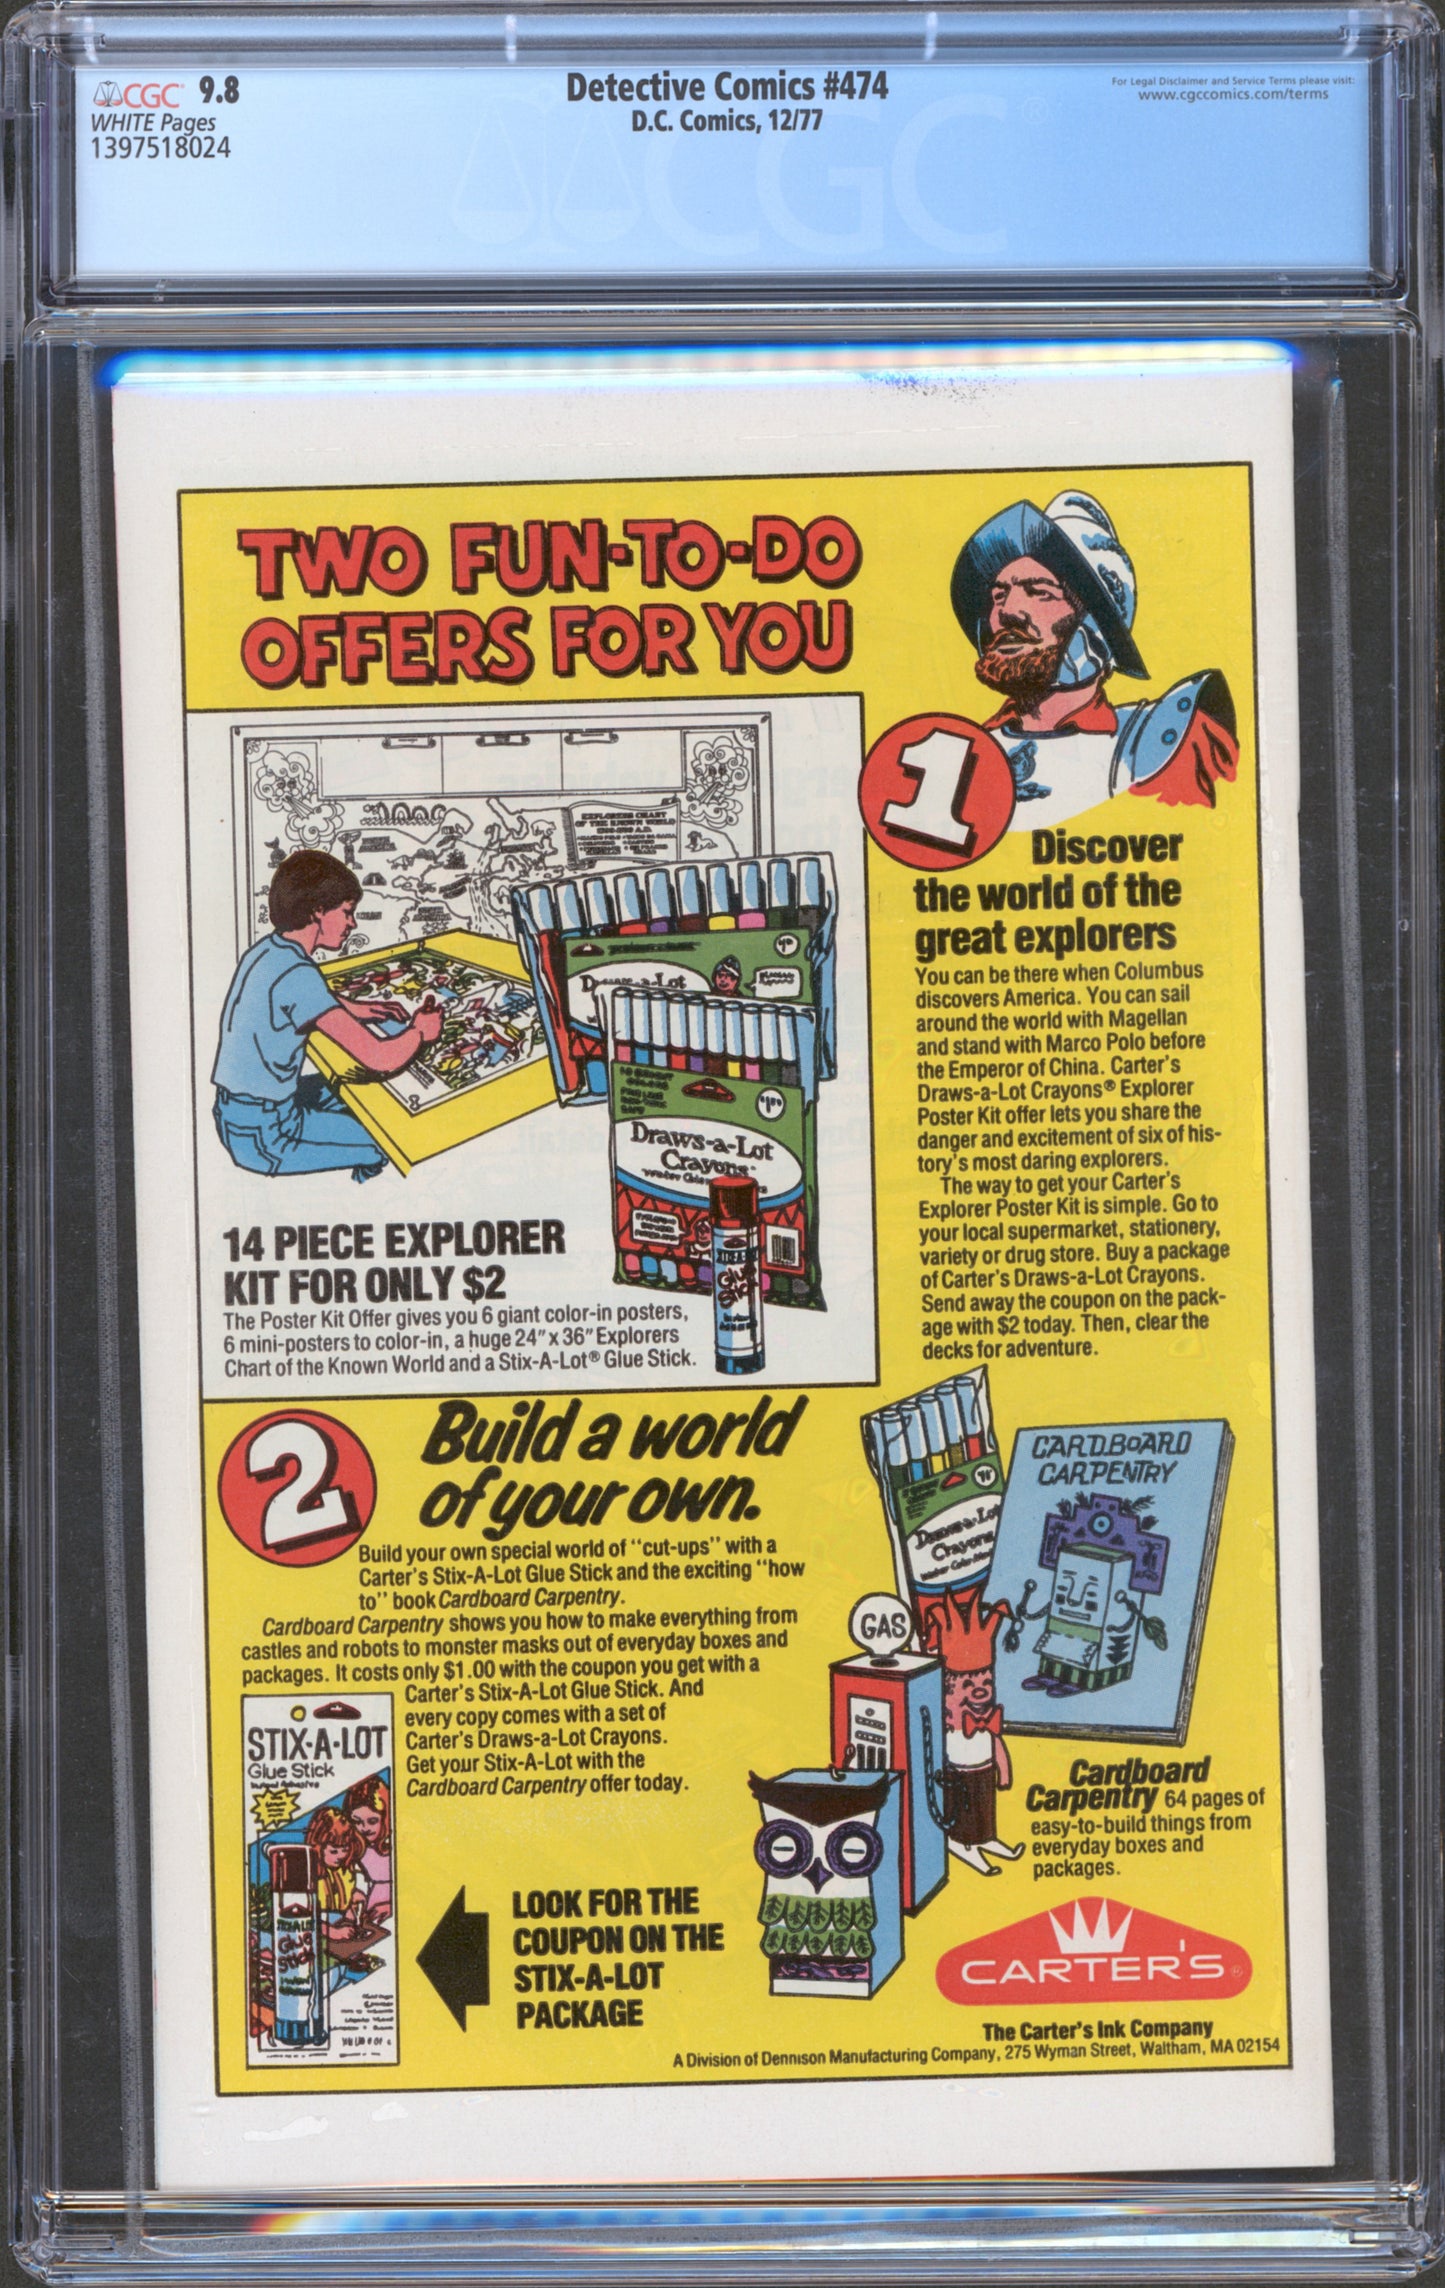 CGC 9.8
WHITE Pages
1397518024
Detective Comics #474
D.C. Comics, 12/77
For Legal Disclaimer and Service Terms please visit:
www.cgccomics.com/terms
CGC
TWO FUN-TO-DO
OFFERS FOR YOU
1
Discover
the world of the
great explorers
You can be there when Columbus
discovers America. You can sail
around the world with Magellan
and stand with Marco Polo before
the Emperor of China. Carter's
Draws-a-Lot Crayons® Explorer
Poster Kit offer lets you share the
danger and excitement of six of his-
tory's most daring explorers.
The way to get your Carter's
Explorer Poster Kit is simple. Go to
your local supermarket, stationery,
variety or drug store. Buy a package
of Carter's Draws-a-Lot Crayons.
Send away the coupon on the pack-
age with $2 today. Then, clear the
decks for adventure.
EXPLORERS CHART
OF THE KNOWN WORLD
Draws-a-Lot
Draws-a-Lot
Crayons
Glue
Stick
14 PIECE EXPLORER
KIT FOR ONLY $2
The Poster Kit Offer gives you 6 giant color-in posters,
6 mini-posters to color-in, a huge 24" x 36" Explorers
Chart of the Known World and a Stix-A-Lot® Glue Stick.
2
Build a world
of your own.
Build your own special world of "cut-ups" with a
Carter's Stix-A-Lot Glue Stick and the exciting "how
to" book Cardboard Carpentry.
Cardboard Carpentry shows you how to make everything from
castles and robots to monster masks out of everyday boxes and
packages. It costs only $1.00 with the coupon you get with a
Carter's Stix-A-Lot Glue Stick. And
every copy comes with a set of
Carter's Draws-a-Lot Crayons.
Get your Stix-A-Lot with the
Cardboard Carpentry offer today.
STIX-A-LOT
Glue Stick
Glue
Stick
LOOK FOR THE
COUPON ON THE
STIX-A-LOT
PACKAGE
Draws-a-Lot
Crayons
CARDBOARD
CARPENTRY
GAS
Cardboard
Carpentry 64 pages of
easy-to-build things from
everyday boxes and
packages.
CARTER'S®
The Carter's Ink Company
A Division of Dennison Manufacturing Company, 275 Wyman Street, Waltham, MA 02154